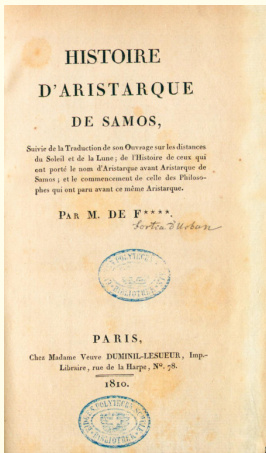 HISTOIRE
D'ARISTARQUE
DE SAMOS,
Suivie de la Traduction de son Ouvrage sur les distances
du Soleil et de la Lune; de l'Histoire de ceux qui
ont porté le nom d'Aristarque avant Aristarque de
Samos; et le commencement de celle des Philoso-
phes qui ont paru avant ce même Aristarque.
PAR M. DE F****.
PARIS,
Chez Madame Veuve DUMINIL-LESUEUR, Imp.-
Libraire, rue de la Harpe, N°. 78.
1810.